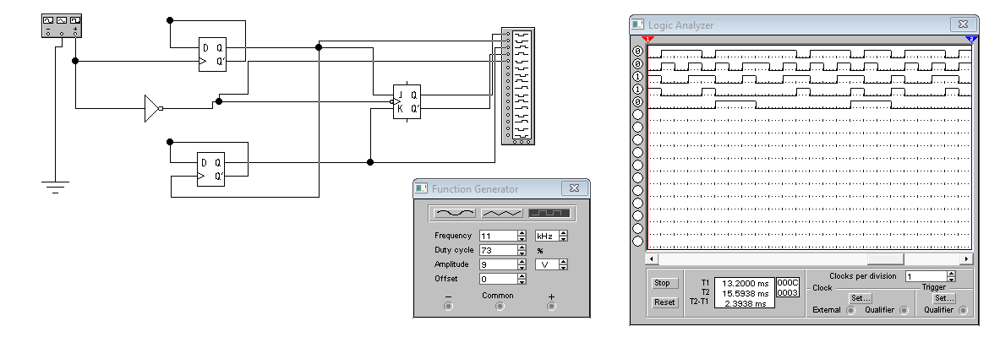 − +
D Q
Q'
J Q
K Q'
D Q
Q'
Logic Analyzer
1 2
0
0
1
1
0
Function Generator
Frequency 11 kHz
Duty cycle 73 %
Amplitude 9 V
Offset 0
− Common +
Stop
Reset
T1 13.2000 ms 000C
T2 15.5938 ms 0003
T2-T1 2.3938 ms
Clocks per division 1
Clock Trigger
Set... Set...
External Qualifier Qualifier